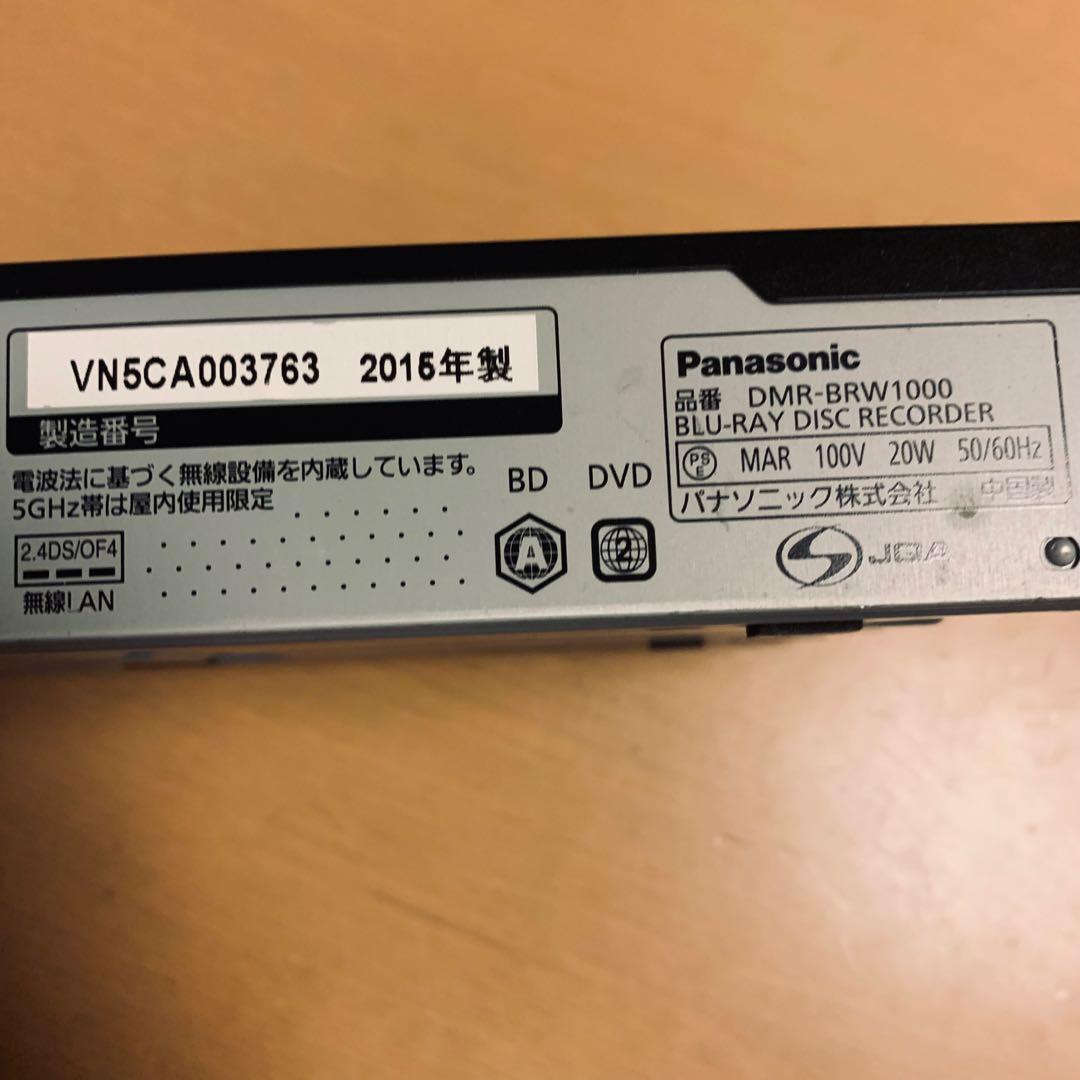 VN5CA003763 2015年製
製造番号
電波法に基づく無線設備を内蔵しています。
5GHz帯は屋内使用限定
2.4DS/OF4
無線LAN
BD DVD
A 2
Panasonic
品番 DMR-BRW1000
BLU-RAY DISC RECORDER
PS E MAR 100V 20W 50/60Hz
パナソニック株式会社 中国製
JBA